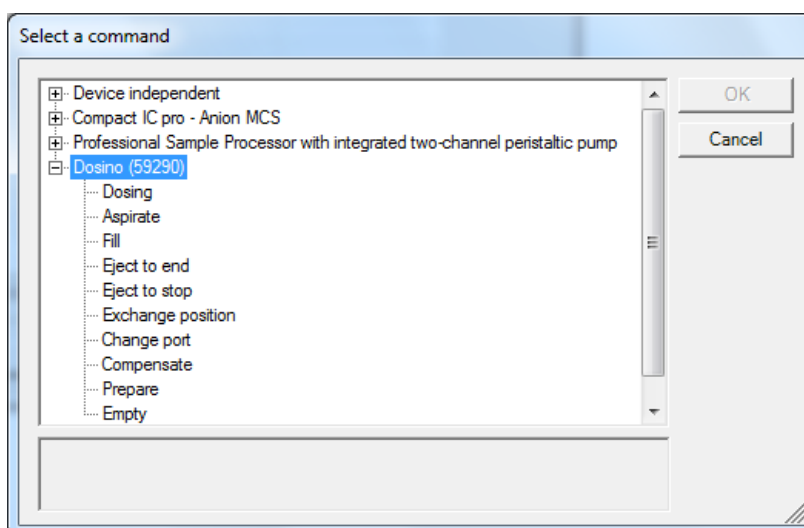 Select a command
Device independent
Compact IC pro - Anion MCS
Professional Sample Processor with integrated two-channel peristaltic pump
Dosino (59290)
Dosing
Aspirate
Fill
Eject to end
Eject to stop
Exchange position
Change port
Compensate
Prepare
Empty
OK
Cancel